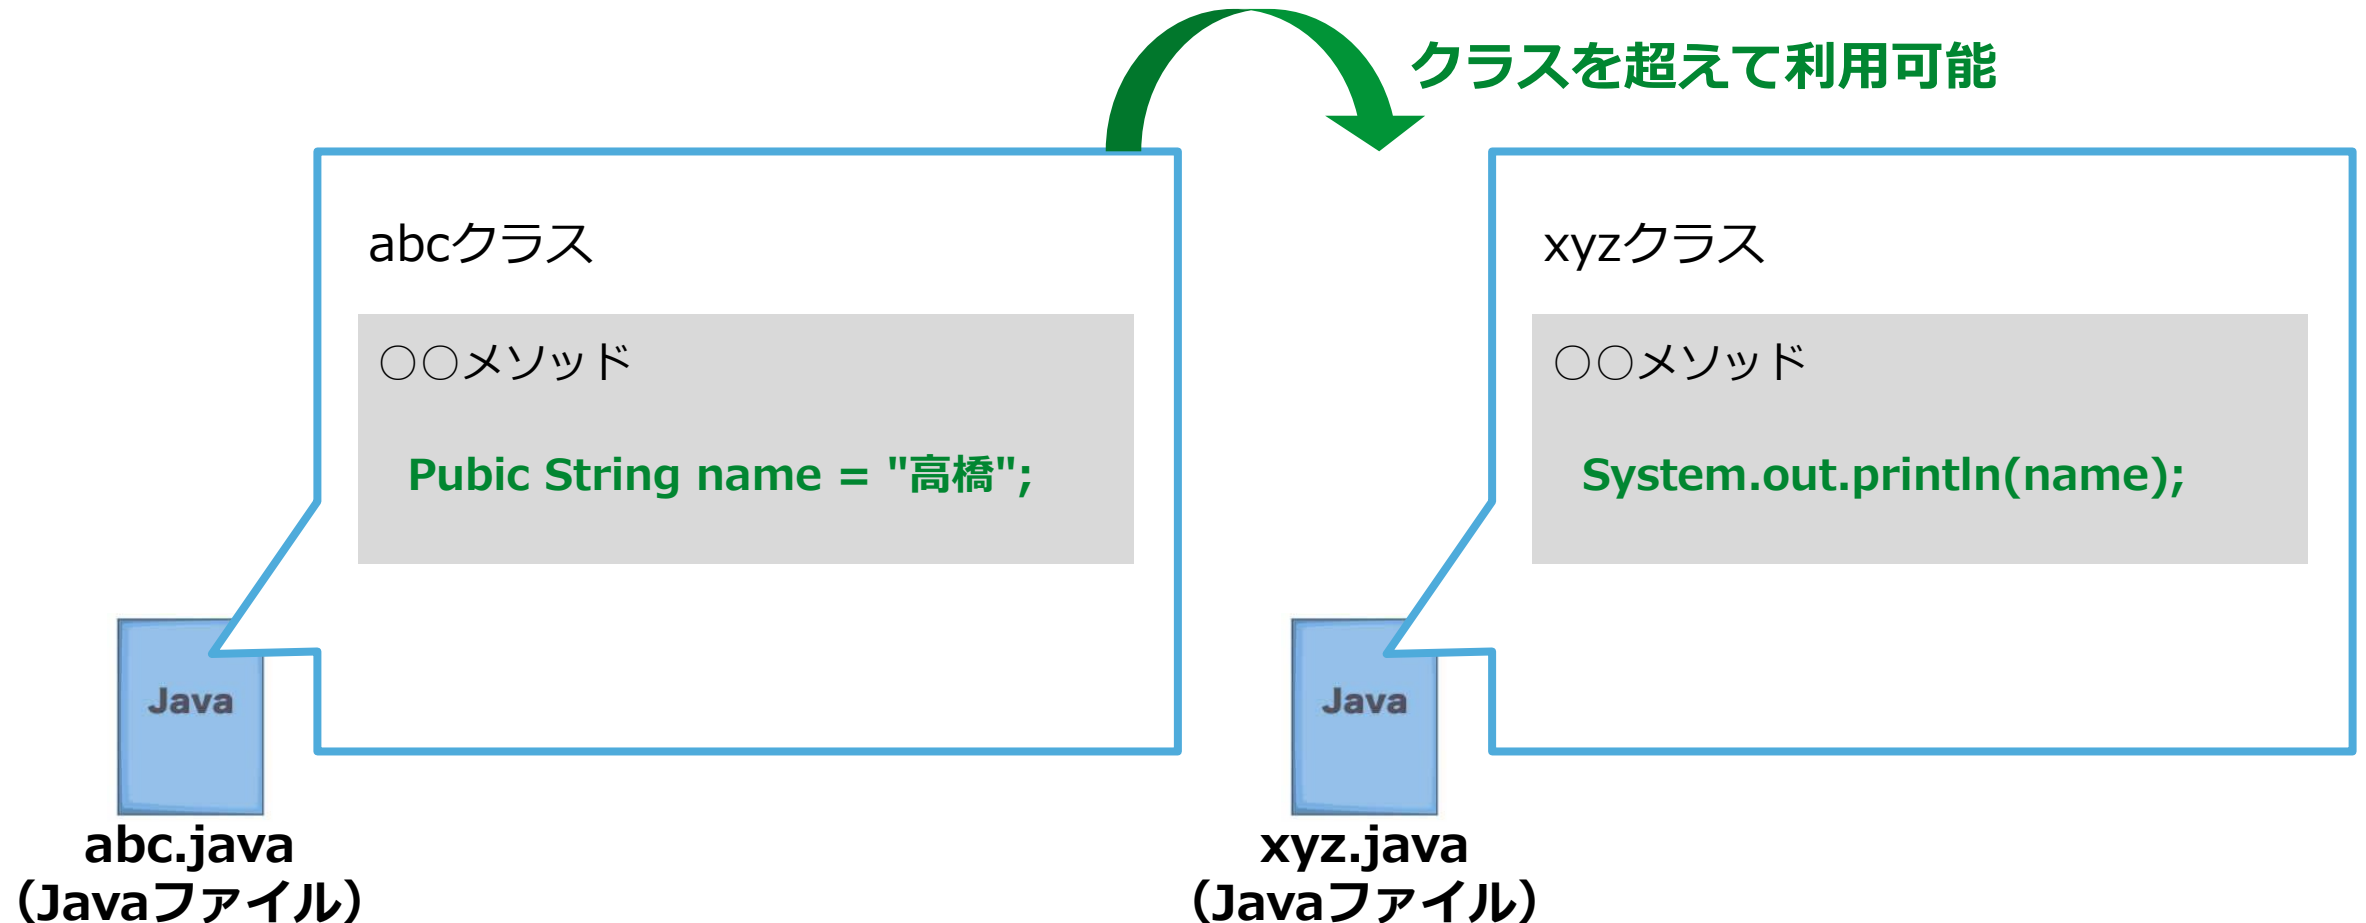 クラスを超えて利用可能
abcクラス
○○メソッド
Pubic String name = "高橋";
Java
abc.java
（Javaファイル）
xyzクラス
○○メソッド
System.out.println(name);
Java
xyz.java
（Javaファイル）